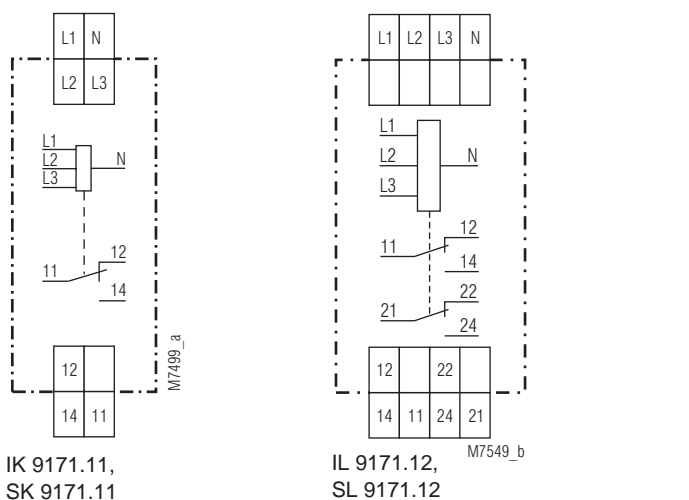 L1 N
L2 L3
L1
L2
L3
N
11
12
14
12
14 11
M7499_a
IK 9171.11,
SK 9171.11
L1 L2 L3 N
L1
L2
L3
N
11
12
14
21
22
24
12 22
14 11 24 21
M7549_b
IL 9171.12,
SL 9171.12